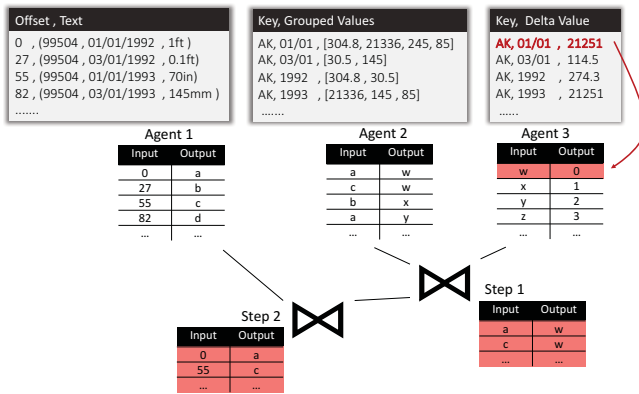 Offset , Text
0 , (99504 , 01/01/1992 , 1ft )
27 , (99504 , 03/01/1992 , 0.1ft)
55 , (99504 , 01/01/1993 , 70in)
82 , (99504 , 03/01/1993 , 145mm )
.......
Key, Grouped Values
AK, 01/01 , [304.8, 21336, 245, 85]
AK, 03/01 , [30.5 , 145]
AK, 1992 , [304.8 , 30.5]
AK, 1993 , [21336, 145 , 85]
.......
Key, Delta Value
AK, 01/01 , 21251
AK, 03/01 , 114.5
AK, 1992 , 274.3
AK, 1993 , 21251
......
Agent 1
Input Output
0 a
27 b
55 c
82 d
... ...
Agent 2
Input Output
a w
c w
b x
a y
... ...
Agent 3
Input Output
w 0
x 1
y 2
z 3
... ...
Step 1
Input Output
a w
c w
... ...
Step 2
Input Output
0 a
55 c
... ...